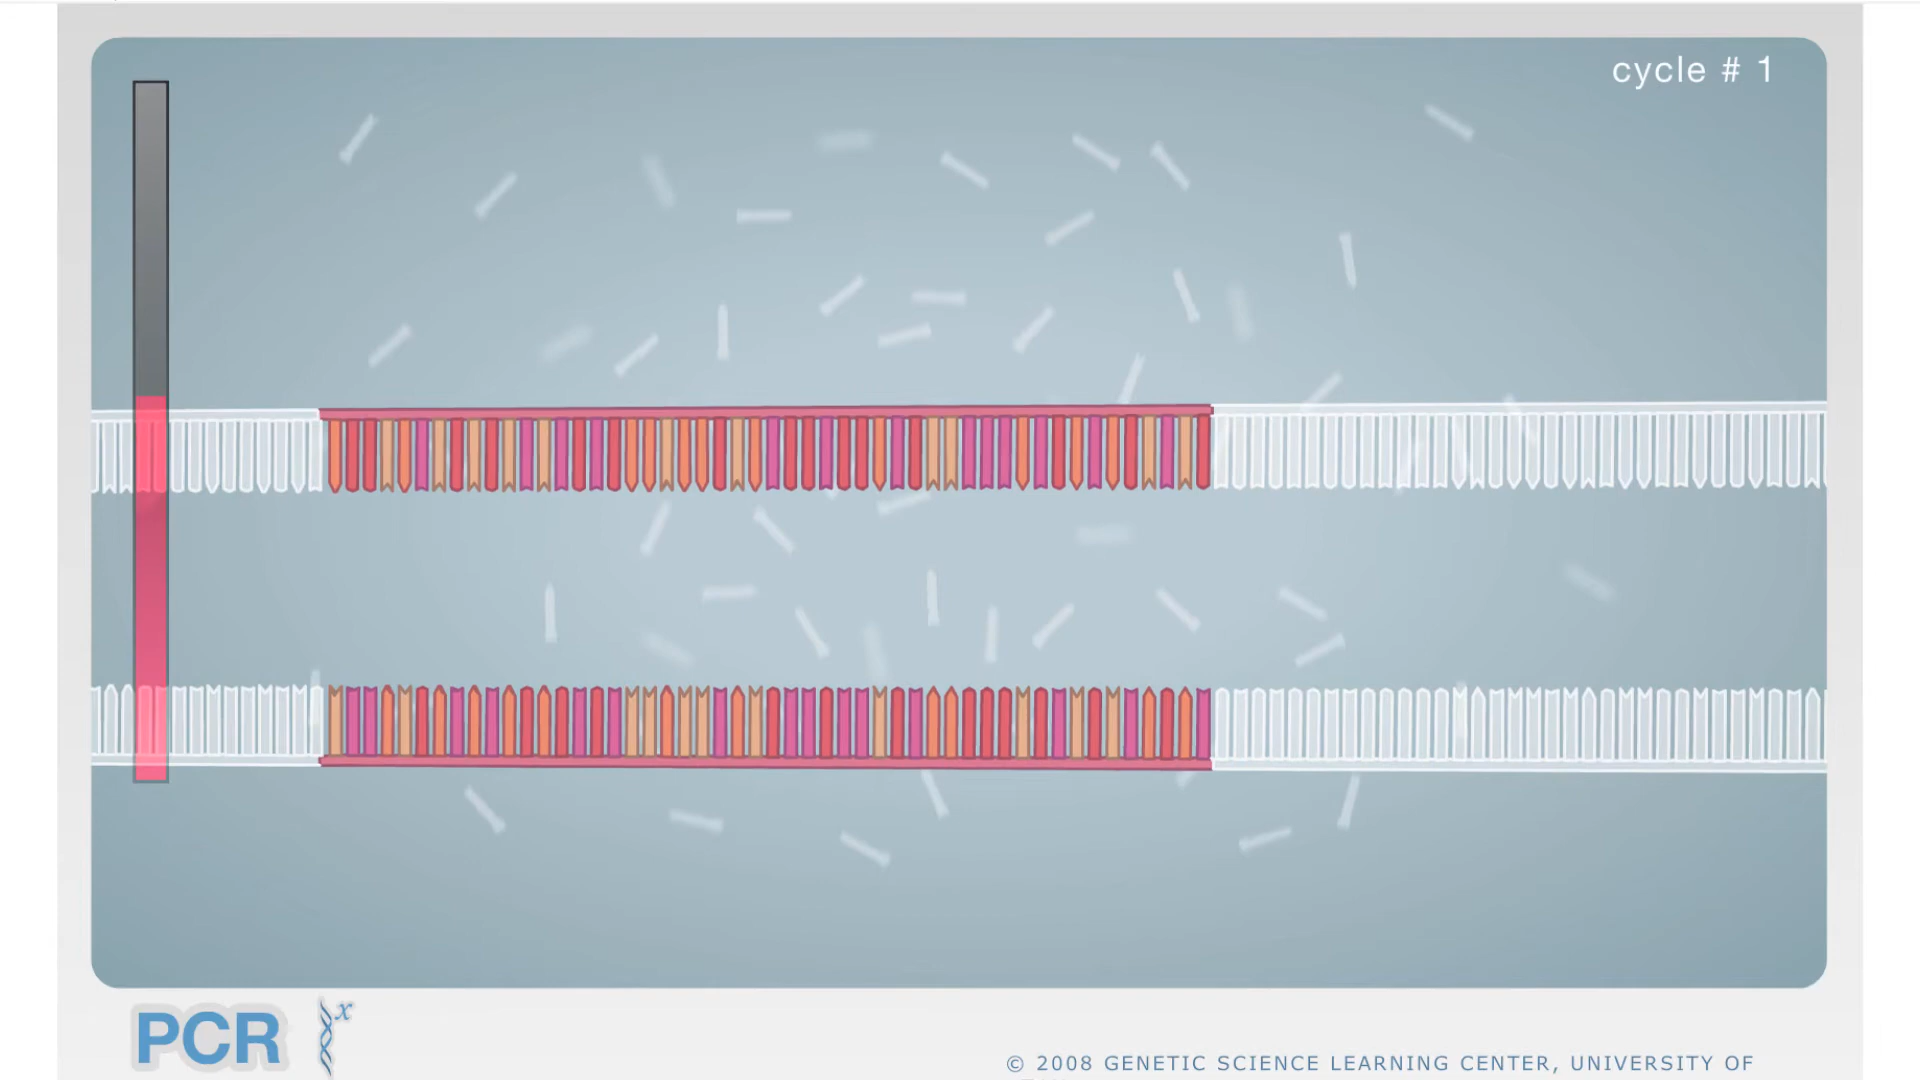 cycle # 1
PCR x
© 2008 GENETIC SCIENCE LEARNING CENTER, UNIVERSITY OF